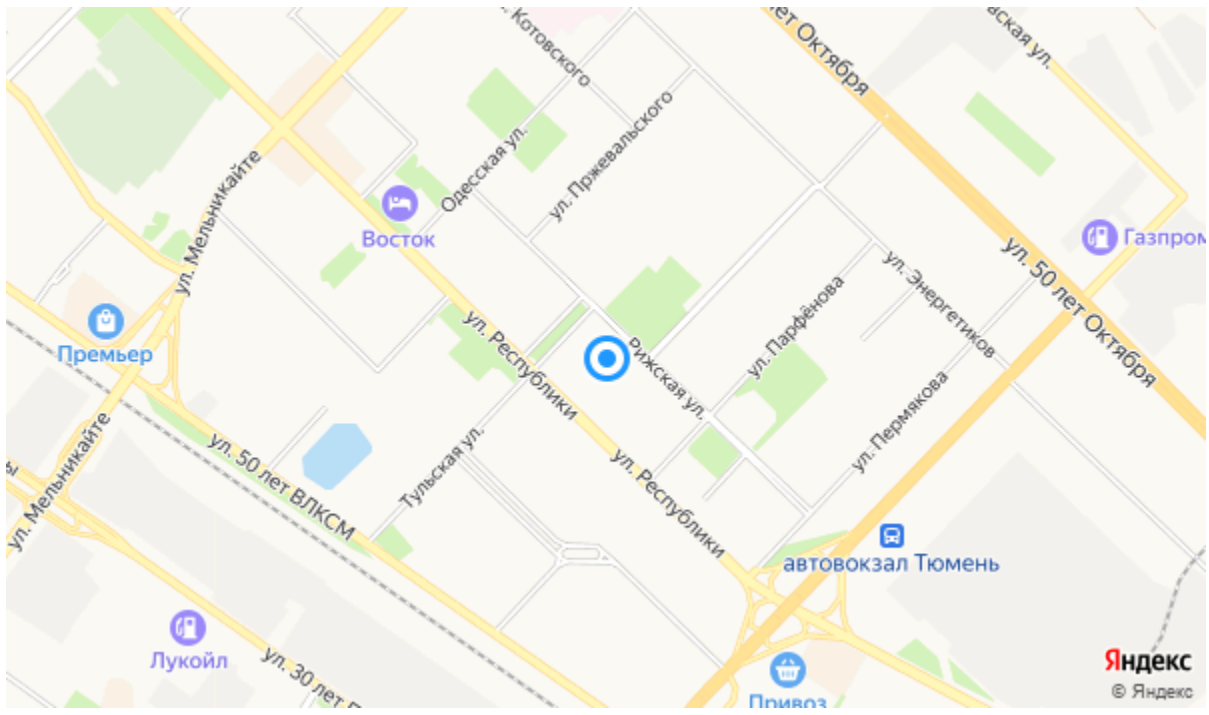 Котовского
ул. 50 лет Октября
ул. Мельникайте
Одесская ул.
ул. Пржевальского
Восток
Газпром
ул. 50 лет Октября
ул. Энергетиков
Премьер
ул. Республики
ул. Парфёнова
Рижская ул.
ул. Пермякова
Тульская ул.
ул. 50 лет ВЛКСМ
ул. Республики
ул. Мельникайте
автовокзал Тюмень
Лукойл
ул. 30 лет
Привоз
Яндекс
© Яндекс